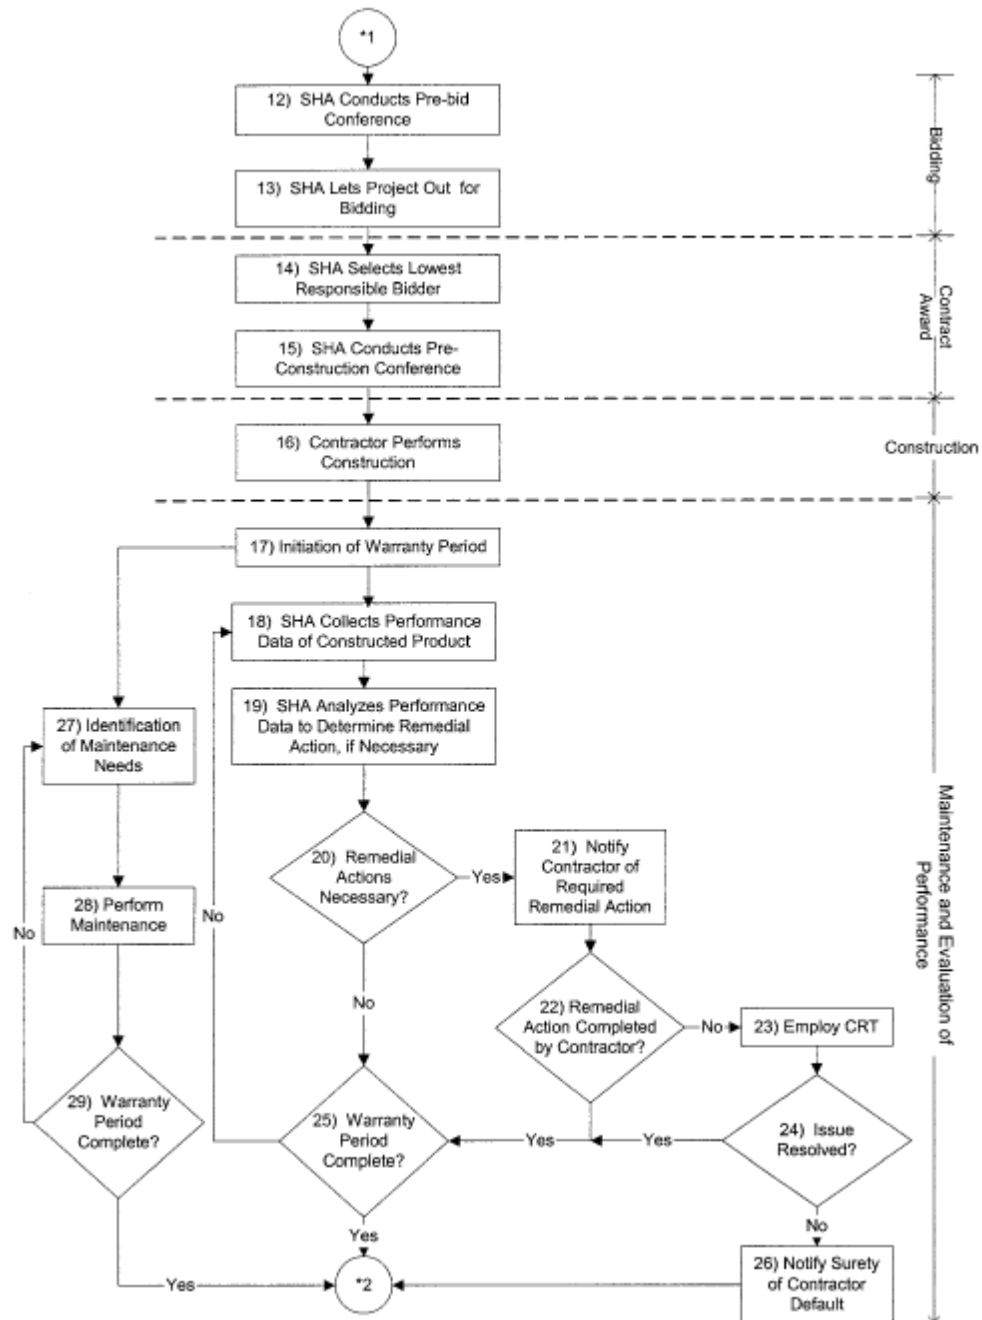 *1
12) SHA Conducts Pre-bid
Conference
13) SHA Lets Project Out for
Bidding
Bidding
14) SHA Selects Lowest
Responsible Bidder
15) SHA Conducts Pre-
Construction Conference
Contract
Award
16) Contractor Performs
Construction
Construction
17) Initiation of Warranty Period
18) SHA Collects Performance
Data of Constructed Product
19) SHA Analyzes Performance
Data to Determine Remedial
Action, if Necessary
27) Identification
of Maintenance
Needs
20) Remedial
Actions
Necessary?
Yes
21) Notify
Contractor of
Required
Remedial Action
Maintenance and Evaluation of
Performance
28) Perform
Maintenance
No
No
No
22) Remedial
Action Completed
by Contractor?
No
23) Employ CRT
29) Warranty
Period
Complete?
25) Warranty
Period
Complete?
Yes
Yes
24) Issue
Resolved?
No
Yes
Yes
*2
26) Notify Surety
of Contractor
Default